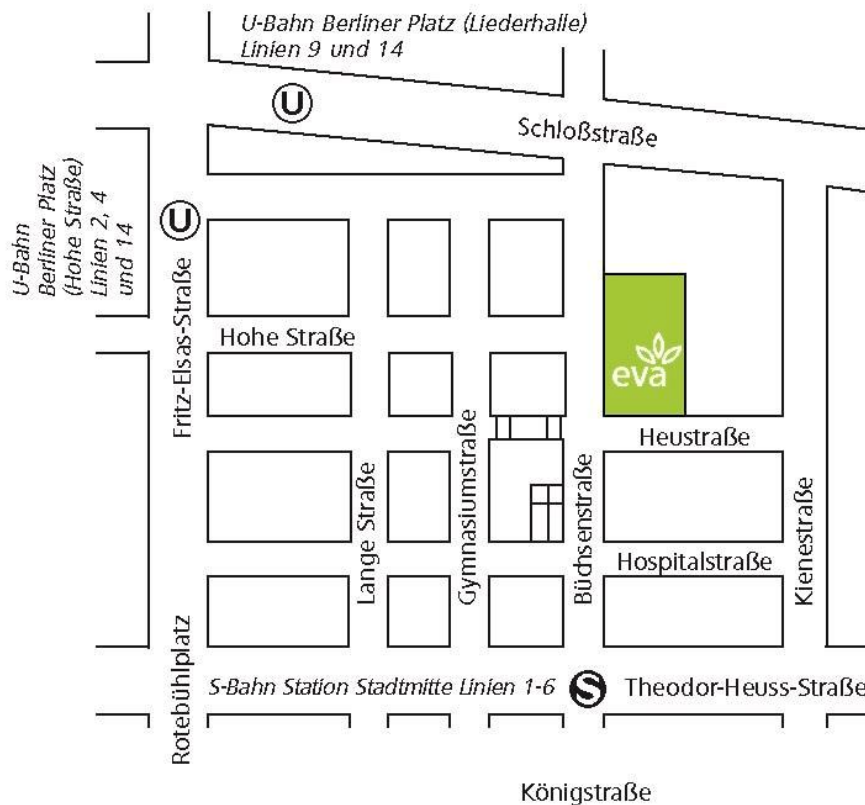 U-Bahn Berliner Platz (Liederhalle)
Linien 9 und 14
U
Schloßstraße
U-Bahn
Berliner Platz
(Hohe Straße)
Linien 2, 4
und 14
U
Fritz-Elsas-Straße
Hohe Straße
eva
Heustraße
Lange Straße
Gymnasiumstraße
Büchsenstraße
Hospitalstraße
Kienestraße
Rotebühlplatz
S-Bahn Station Stadtmitte Linien 1-6
S
Theodor-Heuss-Straße
Königstraße